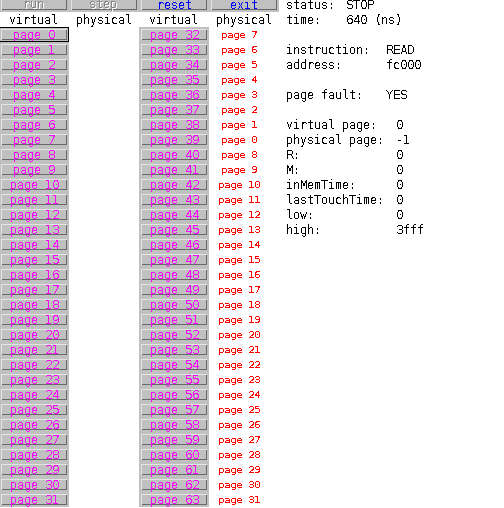 run step reset exit status: STOP
virtual physical virtual physical time: 640 (ns)
page 0 page 32 page 7
page 1 page 33 page 6 instruction: READ
page 2 page 34 page 5 address: fc000
page 3 page 35 page 4
page 4 page 36 page 3 page fault: YES
page 5 page 37 page 2
page 6 page 38 page 1 virtual page: 0
page 7 page 39 page 0 physical page: -1
page 8 page 40 page 8 R: 0
page 9 page 41 page 9 M: 0
page 10 page 42 page 10 inMemTime: 0
page 11 page 43 page 11 lastTouchTime: 0
page 12 page 44 page 12 low: 0
page 13 page 45 page 13 high: 3fff
page 14 page 46 page 14
page 15 page 47 page 15
page 16 page 48 page 16
page 17 page 49 page 17
page 18 page 50 page 18
page 19 page 51 page 19
page 20 page 52 page 20
page 21 page 53 page 21
page 22 page 54 page 22
page 23 page 55 page 23
page 24 page 56 page 24
page 25 page 57 page 25
page 26 page 58 page 26
page 27 page 59 page 27
page 28 page 60 page 28
page 29 page 61 page 29
page 30 page 62 page 30
page 31 page 63 page 31